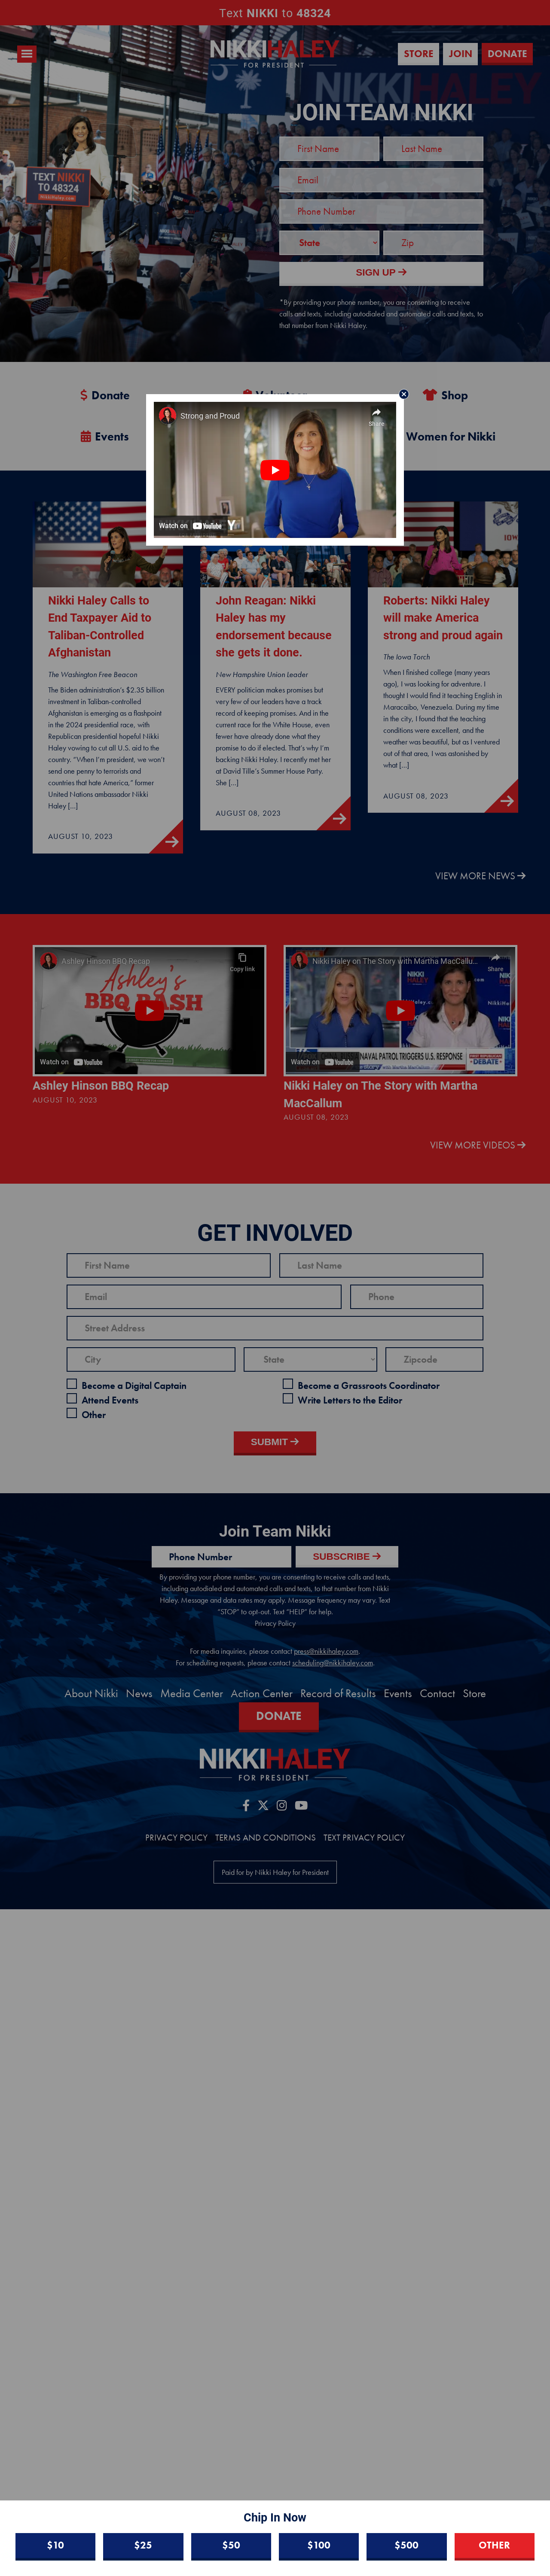 Text NIKKI to 48324
NIKKIHALEY
FOR PRESIDENT
STORE
JOIN
DONATE
JOIN TEAM NIKKI
TEXT NIKKI
TO 48324
First Name
Last Name
Email
Phone Number
State
Zip
SIGN UP
*By providing your phone number, you are consenting to receive
calls and texts, including autodialed and automated calls and texts, to
that number from Nikki Haley.
Donate
Shop
Events
Women for Nikki
Strong and Proud
Share
Watch on YouTube
Nikki Haley Calls to
End Taxpayer Aid to
Taliban-Controlled
Afghanistan
The Washington Free Beacon
The Biden administration's $2.35 billion
investment in Taliban-controlled
Afghanistan is emerging as a flashpoint
in the 2024 presidential race, with
Republican presidential hopeful Nikki
Haley vowing to cut all U.S. aid to the
country. "When I'm president, we won't
send one penny to terrorists and
countries that hate America," former
United Nations ambassador Nikki
Haley [...]
AUGUST 10, 2023
John Reagan: Nikki
Haley has my
endorsement because
she gets it done.
New Hampshire Union Leader
EVERY politician makes promises but
very few of our leaders have a track
record of keeping promises. And in the
current race for the White House, even
fewer have already done what they
promise to do if elected. That's why I'm
backing Nikki Haley. I recently met her
at David Tille's Summer House Party.
She [...]
AUGUST 08, 2023
Roberts: Nikki Haley
will make America
strong and proud again
The Iowa Torch
When I finished college (many years
ago), I was looking for adventure. I
thought I would find it teaching English in
Maracaibo, Venezuela. During my time
in the city, I found that the teaching
conditions were excellent, and the
weather was beautiful, but as I ventured
out of that area, I was astonished by
what [...]
AUGUST 08, 2023
VIEW MORE NEWS
Ashley Hinson BBQ Recap
Copy link
Ashley's
BBQ BASH
Watch on YouTube
Ashley Hinson BBQ Recap
AUGUST 10, 2023
Nikki Haley on The Story with Martha MacCallu...
Share
NAVAL PATROL TRIGGERS U.S. RESPONSE
DEBATE
Watch on YouTube
Nikki Haley on The Story with Martha
MacCallum
AUGUST 08, 2023
VIEW MORE VIDEOS
GET INVOLVED
First Name
Last Name
Email
Phone
Street Address
City
State
Zipcode
Become a Digital Captain
Become a Grassroots Coordinator
Attend Events
Write Letters to the Editor
Other
SUBMIT
Join Team Nikki
Phone Number
SUBSCRIBE
By providing your phone number, you are consenting to receive calls and texts,
including autodialed and automated calls and texts, to that number from Nikki
Haley. Message and data rates may apply. Message frequency may vary. Text
"STOP" to opt-out. Text "HELP" for help.
Privacy Policy
For media inquiries, please contact press@nikkihaley.com.
For scheduling requests, please contact scheduling@nikkihaley.com.
About Nikki News Media Center Action Center Record of Results Events Contact Store
DONATE
NIKKIHALEY
FOR PRESIDENT
PRIVACY POLICY TERMS AND CONDITIONS TEXT PRIVACY POLICY
Paid for by Nikki Haley for President
Chip In Now
$10
$25
$50
$100
$500
OTHER